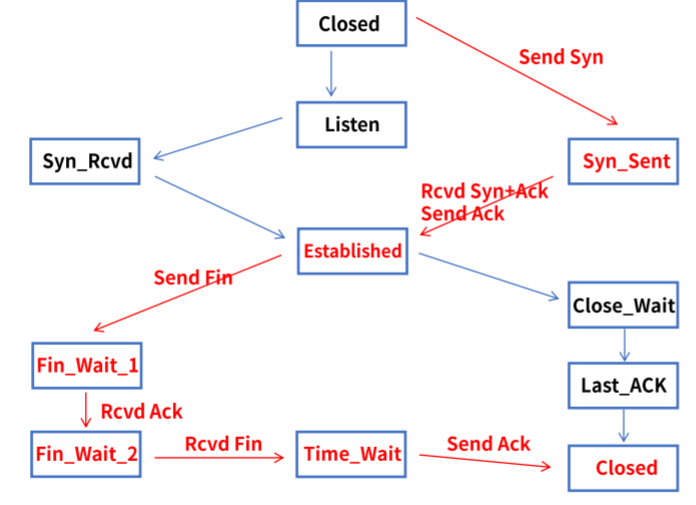 Closed
Send Syn
Listen
Syn_Rcvd
Syn_Sent
Rcvd Syn+Ack
Send Ack
Established
Send Fin
Close_Wait
Fin_Wait_1
Last_ACK
Rcvd Ack
Fin_Wait_2
Rcvd Fin
Time_Wait
Send Ack
Closed